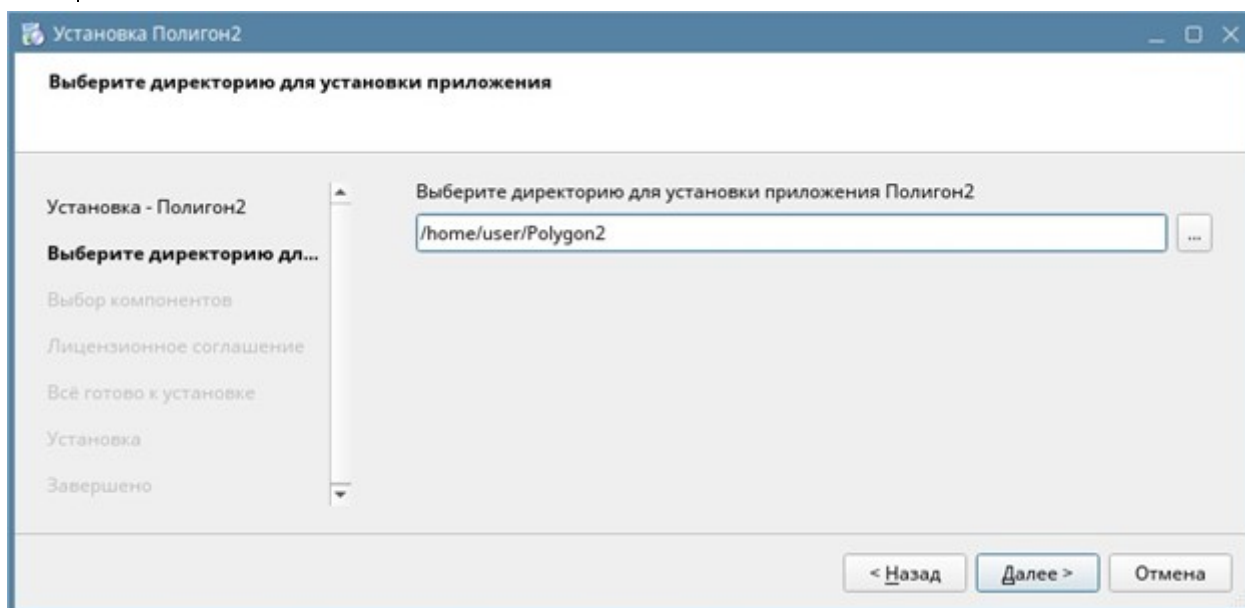 Установка Полигон2
Выберите директорию для установки приложения
Установка - Полигон2
Выберите директорию дл...
Выбор компонентов
Лицензионное соглашение
Всё готово к установке
Установка
Завершено
Выберите директорию для установки приложения Полигон2
/home/user/Polygon2
...
< Назад
Далее >
Отмена